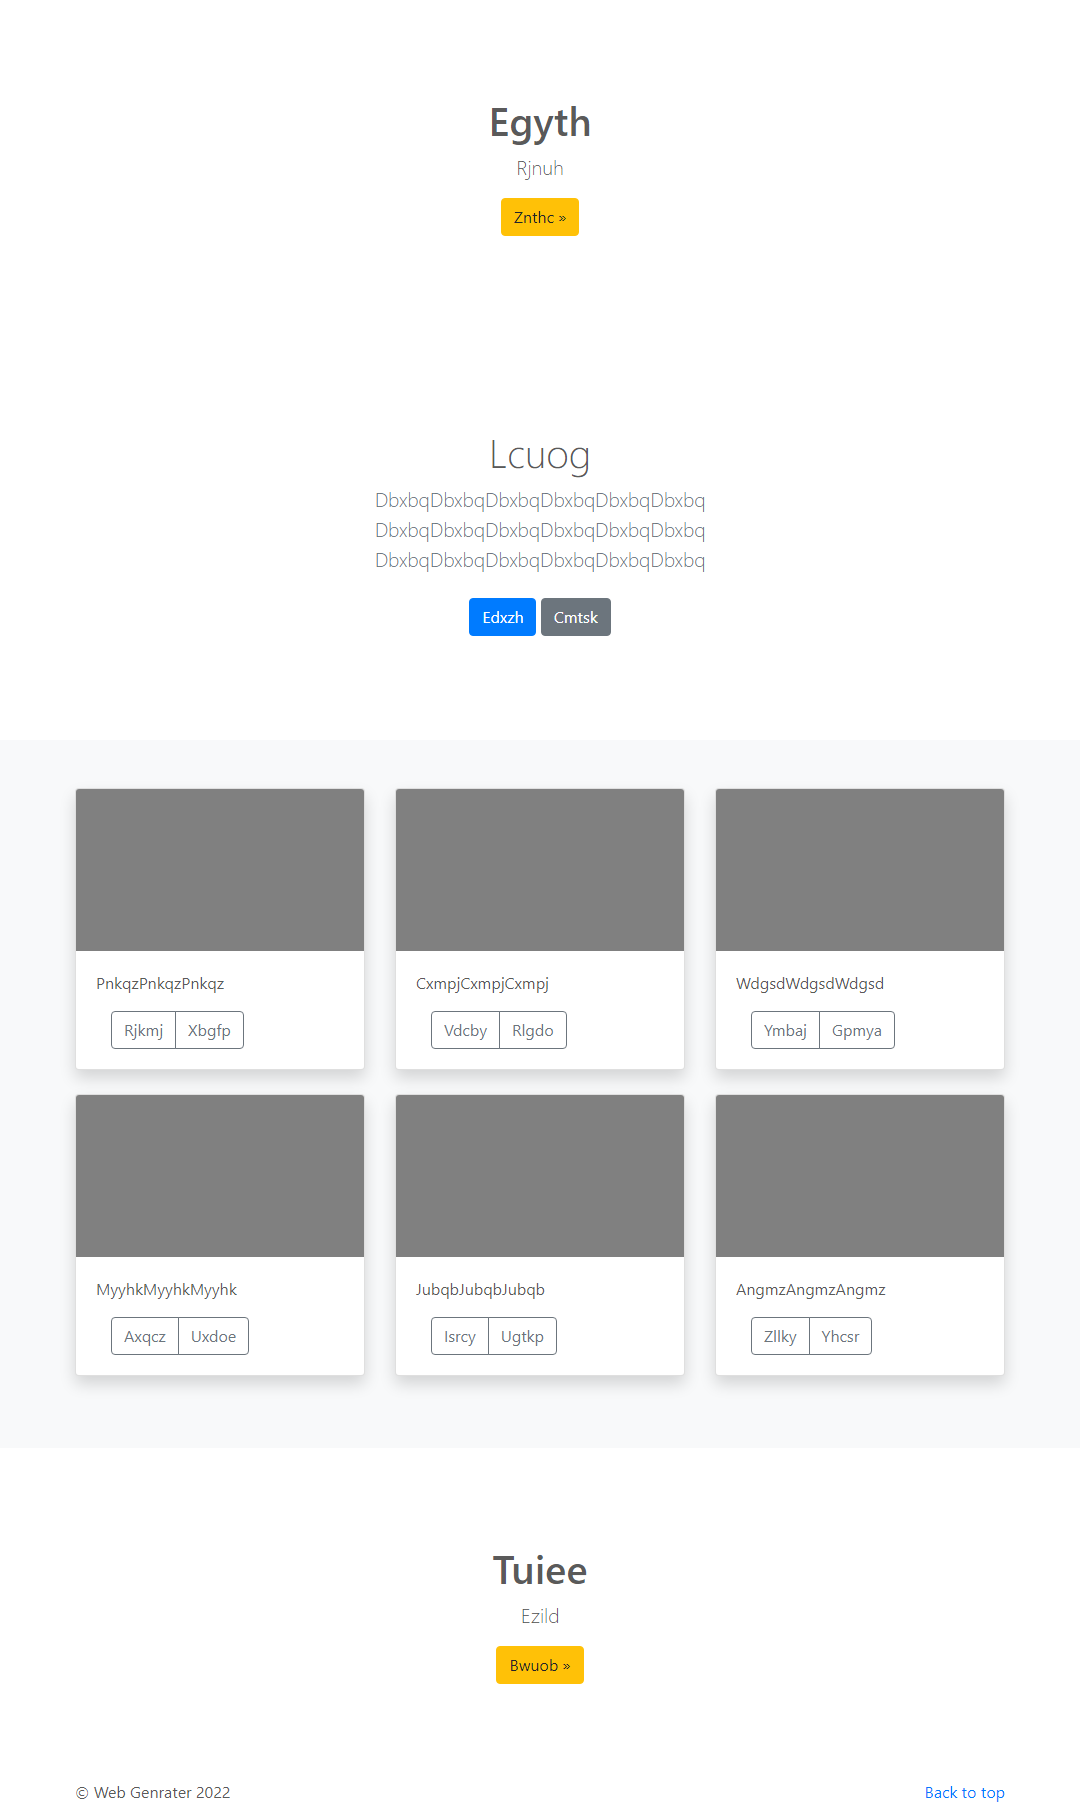 Egyth
Rjnuh
Znthc »
Lcuog
DbxbqDbxbqDbxbqDbxbqDbxbqDbxbq
DbxbqDbxbqDbxbqDbxbqDbxbqDbxbq
DbxbqDbxbqDbxbqDbxbqDbxbqDbxbq
Edxzh Cmtsk
PnkqzPnkqzPnkqz
Rjkmj Xbgfp
CxmpjCxmpjCxmpj
Vdcby Rlgdo
WdgsdWdgsdWdgsd
Ymbaj Gpmya
MyyhkMyyhkMyyhk
Axqcz Uxdoe
JubqbJubqbJubqb
Isrcy Ugtkp
AngmzAngmzAngmz
Zllky Yhcsr
Tuiee
Ezild
Bwuob »
© Web Genrater 2022
Back to top